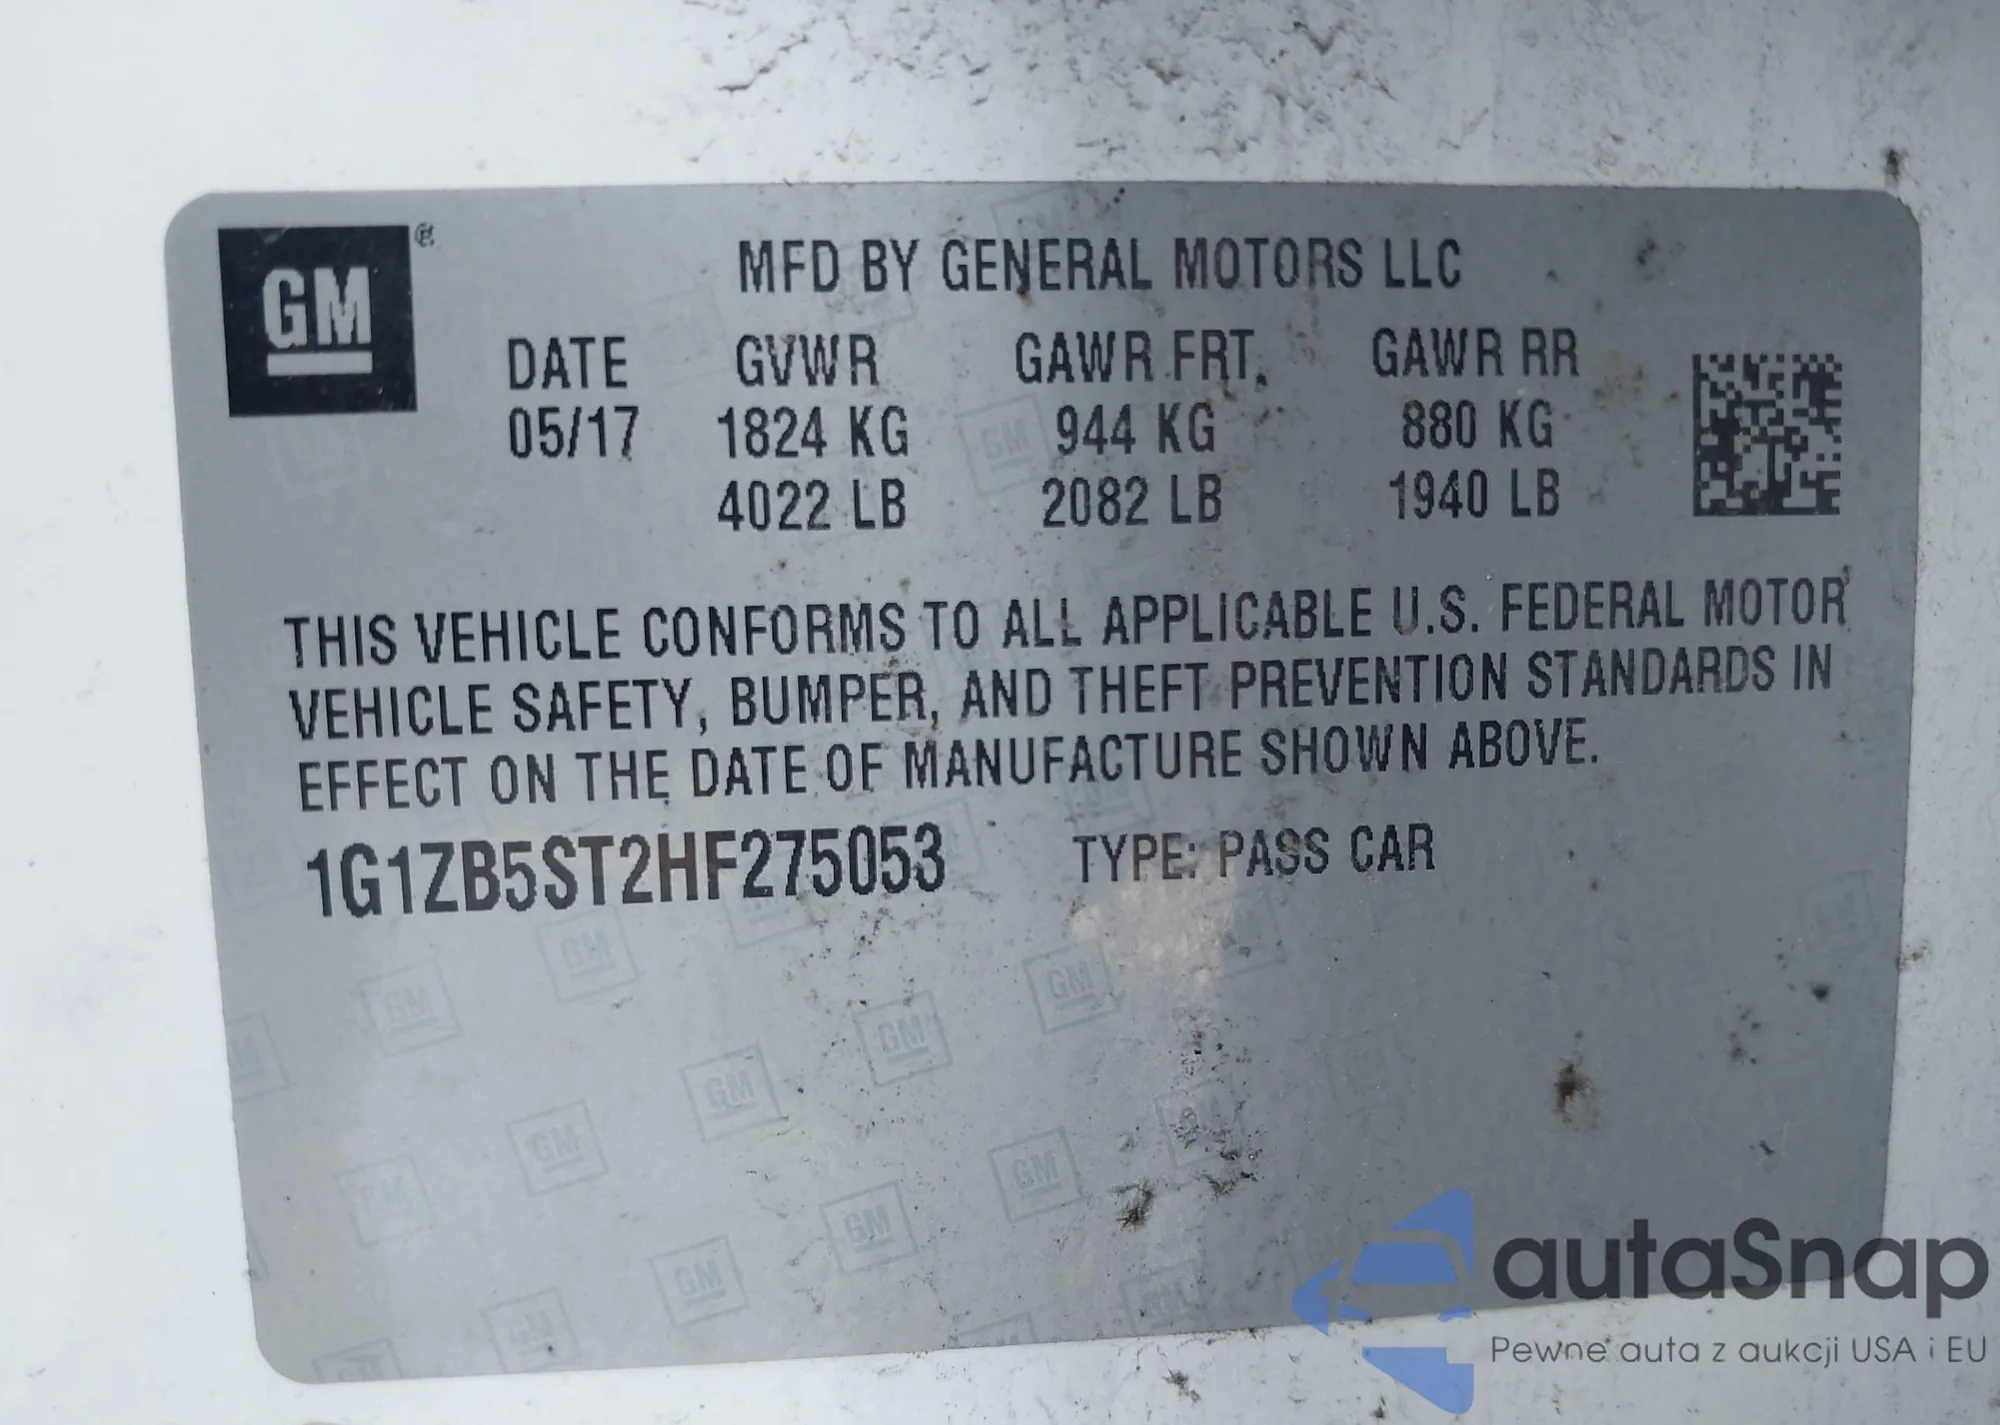 GM®
MFD BY GENERAL MOTORS LLC
DATE GVWR GAWR FRT. GAWR RR
05/17 1824 KG 944 KG 880 KG
4022 LB 2082 LB 1940 LB
THIS VEHICLE CONFORMS TO ALL APPLICABLE U.S. FEDERAL MOTOR
VEHICLE SAFETY, BUMPER, AND THEFT PREVENTION STANDARDS IN
EFFECT ON THE DATE OF MANUFACTURE SHOWN ABOVE.
1G1ZB5ST2HF275053 TYPE: PASS CAR
autaSnap
Pewne auta z aukcji USA i EU